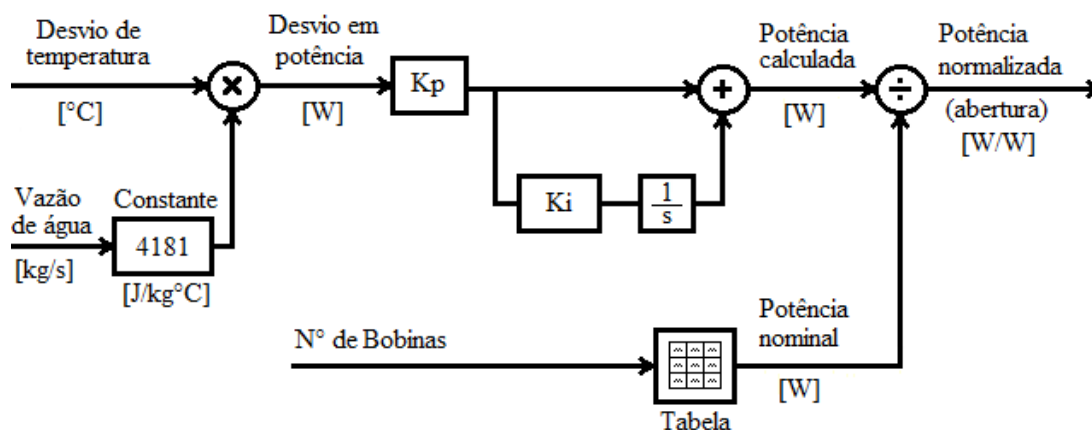 Desvio de
temperatura
[°C]
Desvio em
potência
[W]
Kp
Potência
calculada
[W]
Potência
normalizada
(abertura)
[W/W]
Vazão
de água
[kg/s]
Constante
4181
[J/kg°C]
Ki
1
s
N° de Bobinas
Tabela
Potência
nominal
[W]